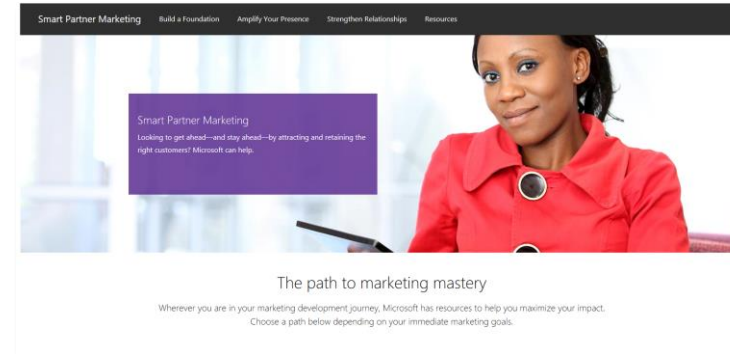 Smart Partner Marketing Build a Foundation Amplify Your Presence Strengthen Relationships Resources
Smart Partner Marketing
Looking to get ahead—and stay ahead—by attracting and retaining the
right customers? Microsoft can help.
The path to marketing mastery
Wherever you are in your marketing development journey, Microsoft has resources to help you maximize your impact.
Choose a path below depending on your immediate marketing goals.